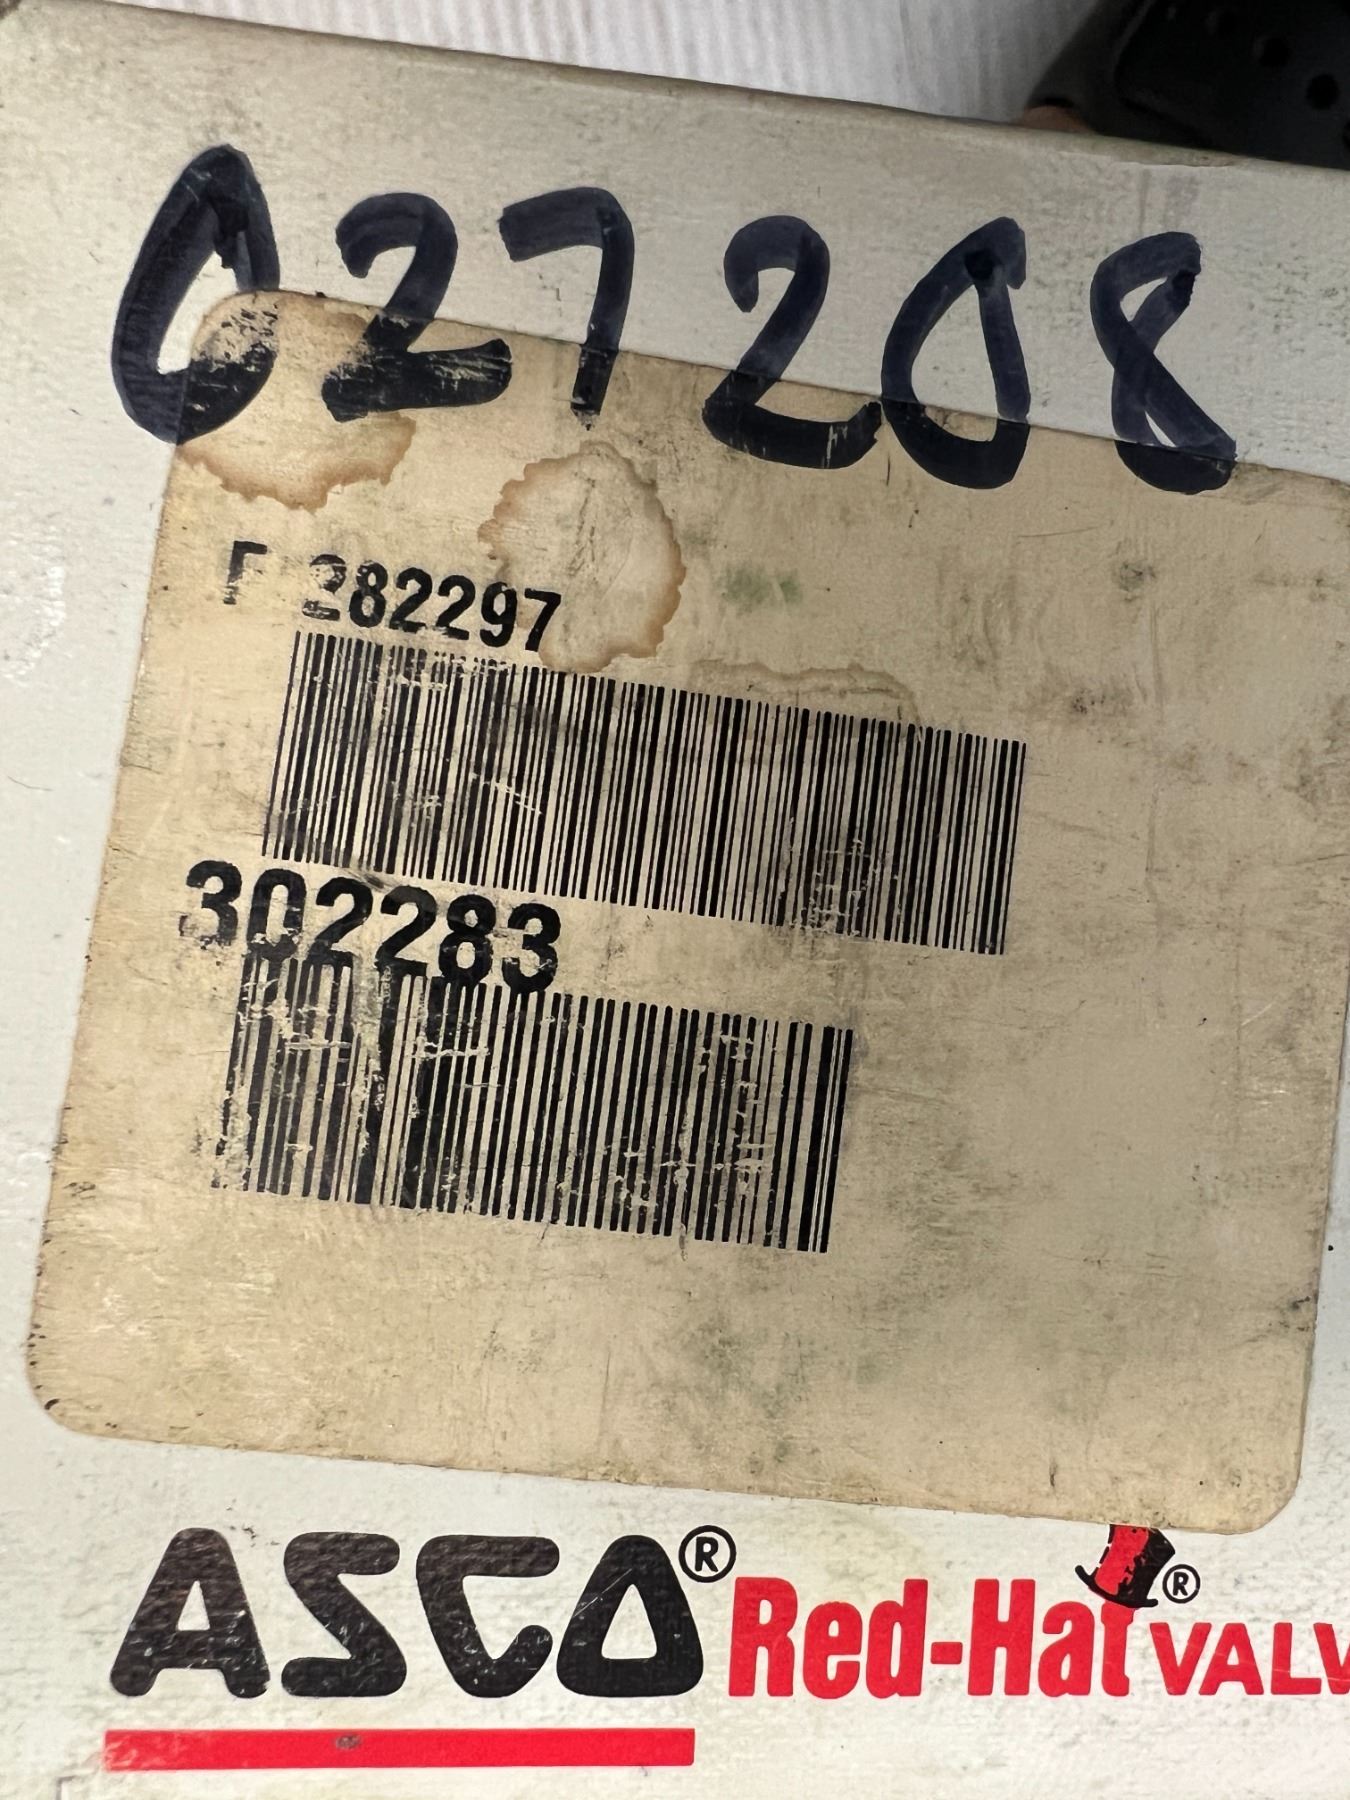 027208
F 282297
302283
ASCO® Red-Hat® VALV